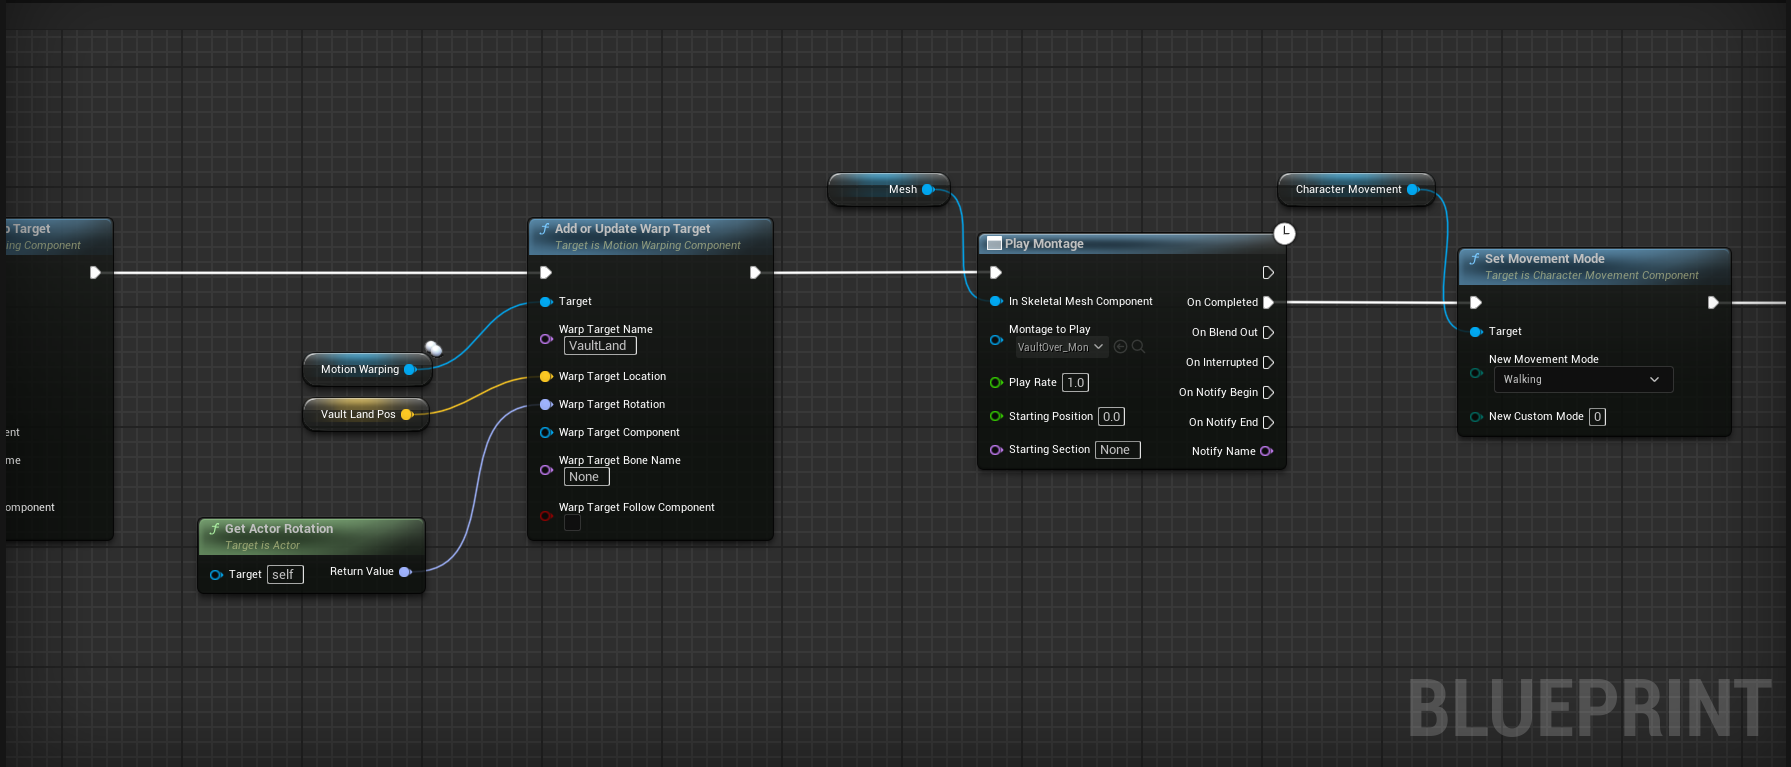 Target
ing Component
ent
me
omponent
Motion Warping
Vault Land Pos
Get Actor Rotation
Target is Actor
Target self
Return Value
Add or Update Warp Target
Target is Motion Warping Component
Target
Warp Target Name
VaultLand
Warp Target Location
Warp Target Rotation
Warp Target Component
Warp Target Bone Name
None
Warp Target Follow Component
Mesh
Play Montage
In Skeletal Mesh Component
Montage to Play
VaultOver_Mon
Play Rate 1.0
Starting Position 0.0
Starting Section None
On Completed
On Blend Out
On Interrupted
On Notify Begin
On Notify End
Notify Name
Character Movement
Set Movement Mode
Target is Character Movement Component
Target
New Movement Mode
Walking
New Custom Mode 0
BLUEPRINT